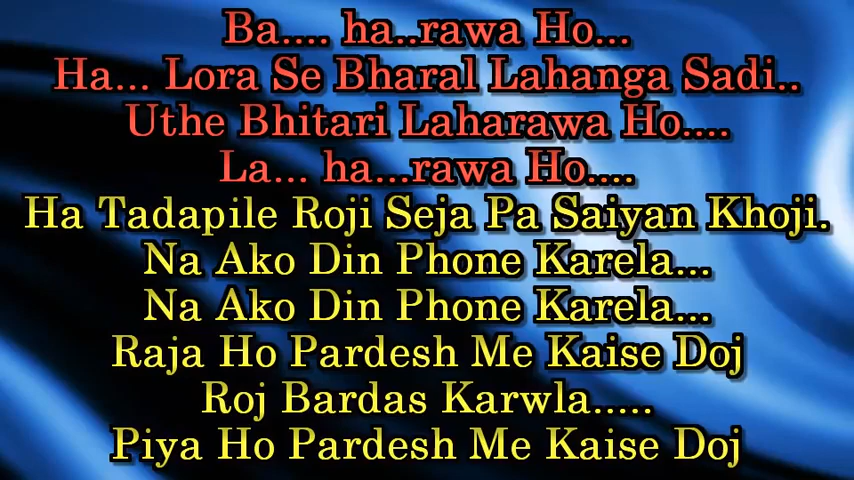 Ba.... ha..rawa Ho...
Ha... Lora Se Bharal Lahanga Sadi..
Uthe Bhitari Laharawa Ho....
La... ha...rawa Ho....
Ha Tadapile Roji Seja Pa Saiyan Khoji.
Na Ako Din Phone Karela...
Na Ako Din Phone Karela...
Raja Ho Pardesh Me Kaise Doj
Roj Bardas Karwla.....
Piya Ho Pardesh Me Kaise Doj